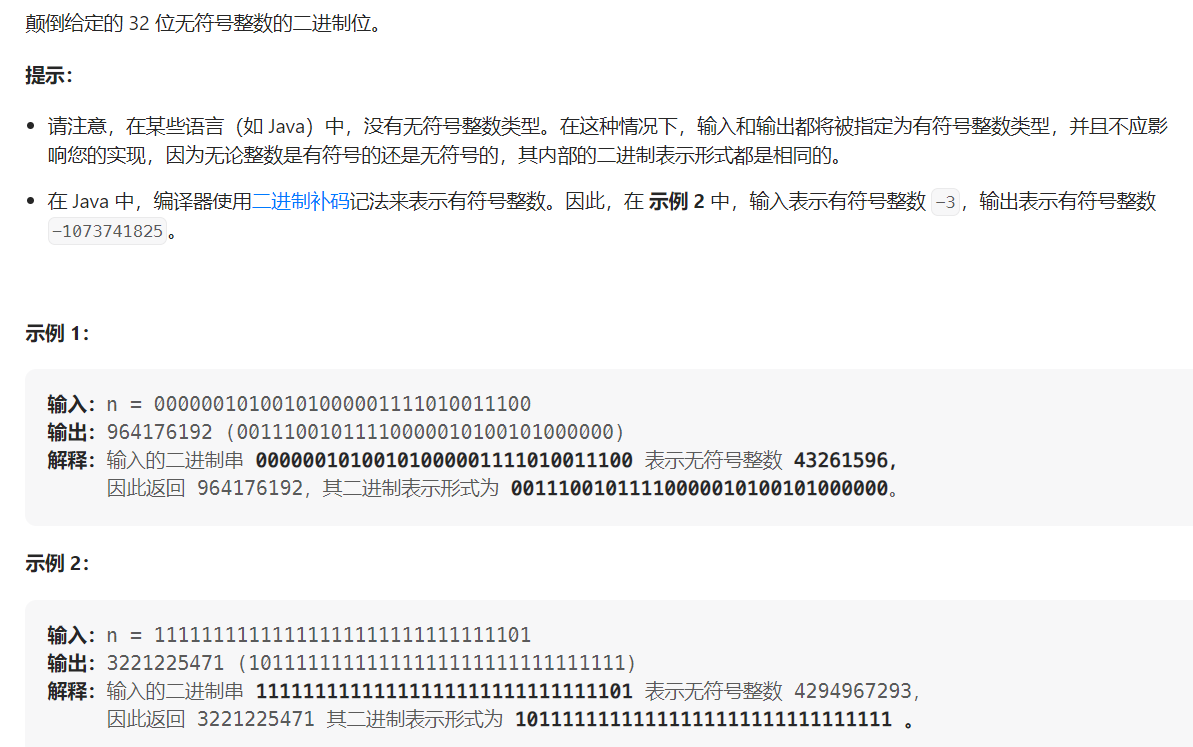 颠倒给定的 32 位无符号整数的二进制位。
提示：
请注意，在某些语言（如 Java）中，没有无符号整数类型。在这种情况下，输入和输出都将被指定为有符号整数类型，并且不应影
响您的实现，因为无论整数是有符号的还是无符号的，其内部的二进制表示形式都是相同的。
在 Java 中，编译器使用二进制补码记法来表示有符号整数。因此，在 示例 2 中，输入表示有符号整数 -3，输出表示有符号整数
-1073741825。
示例 1：
输入：n = 00000010100101000001111010011100
输出：964176192 (00111001011110000010100101000000)
解释：输入的二进制串 00000010100101000001111010011100 表示无符号整数 43261596，
因此返回 964176192，其二进制表示形式为 00111001011110000010100101000000。
示例 2：
输入：n = 11111111111111111111111111111101
输出：3221225471 (10111111111111111111111111111111)
解释：输入的二进制串 11111111111111111111111111111101 表示无符号整数 4294967293，
因此返回 3221225471 其二进制表示形式为 10111111111111111111111111111111 。